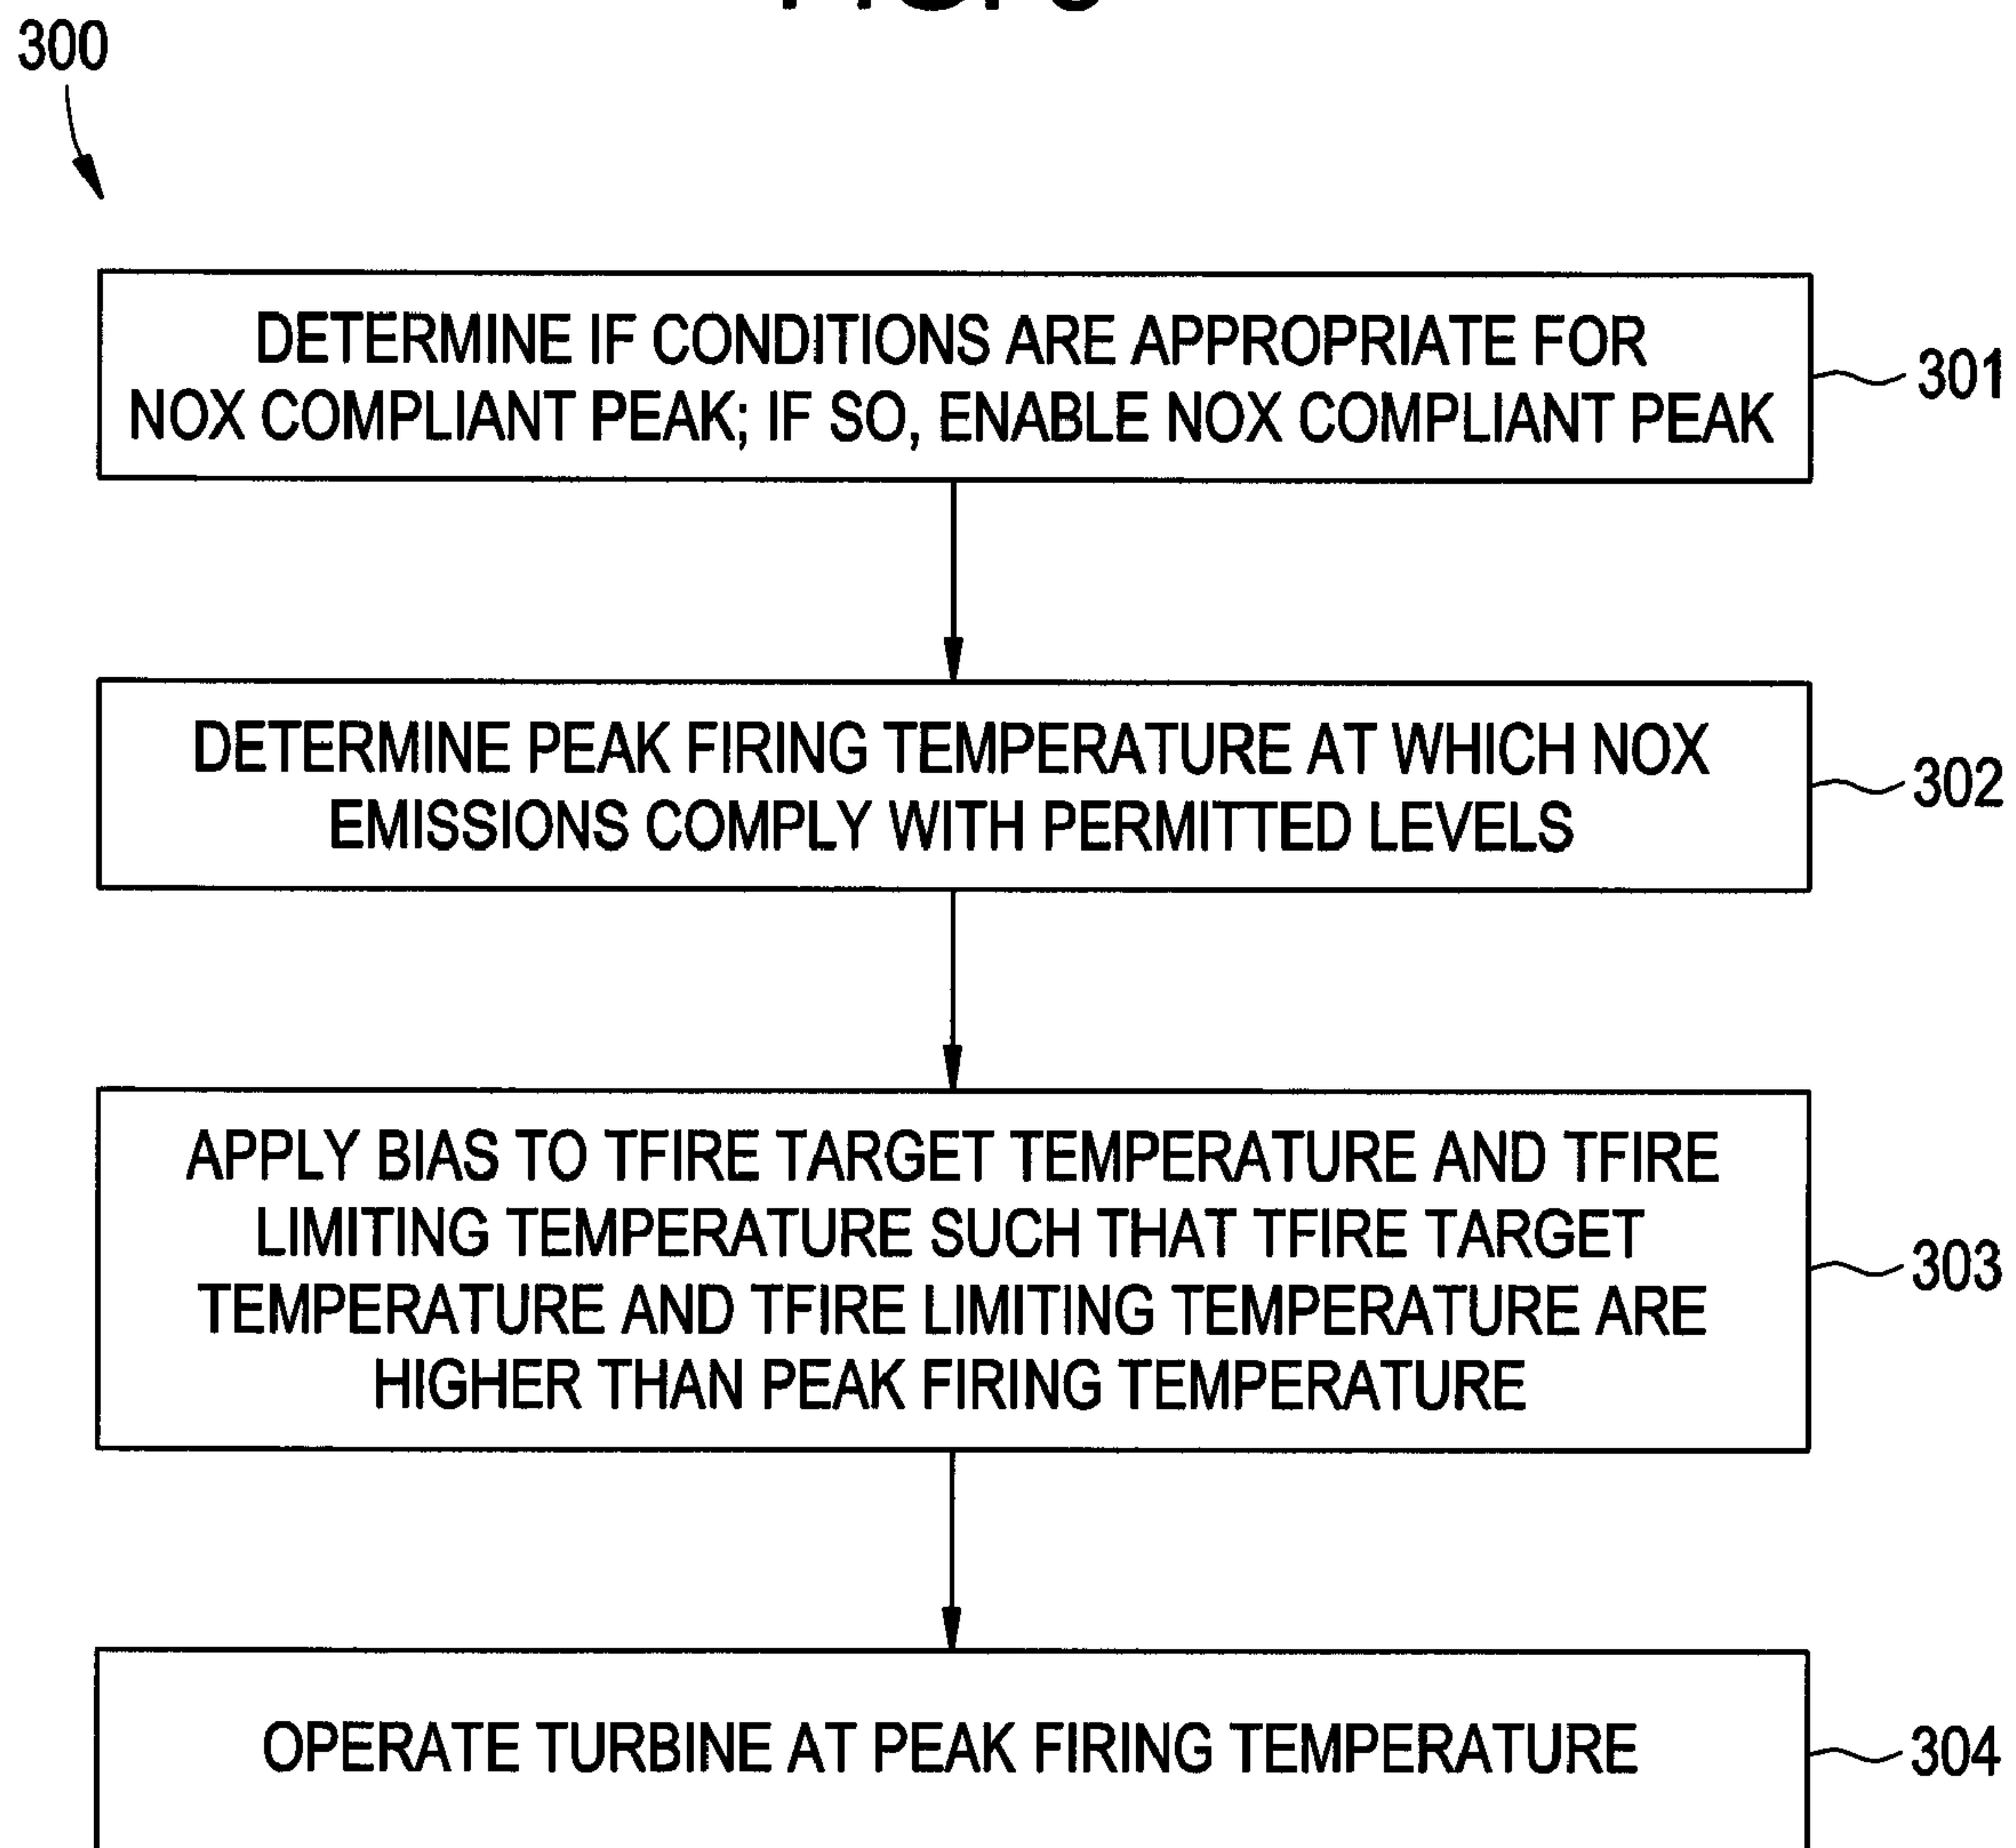 300
DETERMINE IF CONDITIONS ARE APPROPRIATE FOR
NOX COMPLIANT PEAK; IF SO, ENABLE NOX COMPLIANT PEAK
301
DETERMINE PEAK FIRING TEMPERATURE AT WHICH NOX
EMISSIONS COMPLY WITH PERMITTED LEVELS
302
APPLY BIAS TO TFIRE TARGET TEMPERATURE AND TFIRE
LIMITING TEMPERATURE SUCH THAT TFIRE TARGET
TEMPERATURE AND TFIRE LIMITING TEMPERATURE ARE
HIGHER THAN PEAK FIRING TEMPERATURE
303
OPERATE TURBINE AT PEAK FIRING TEMPERATURE
304